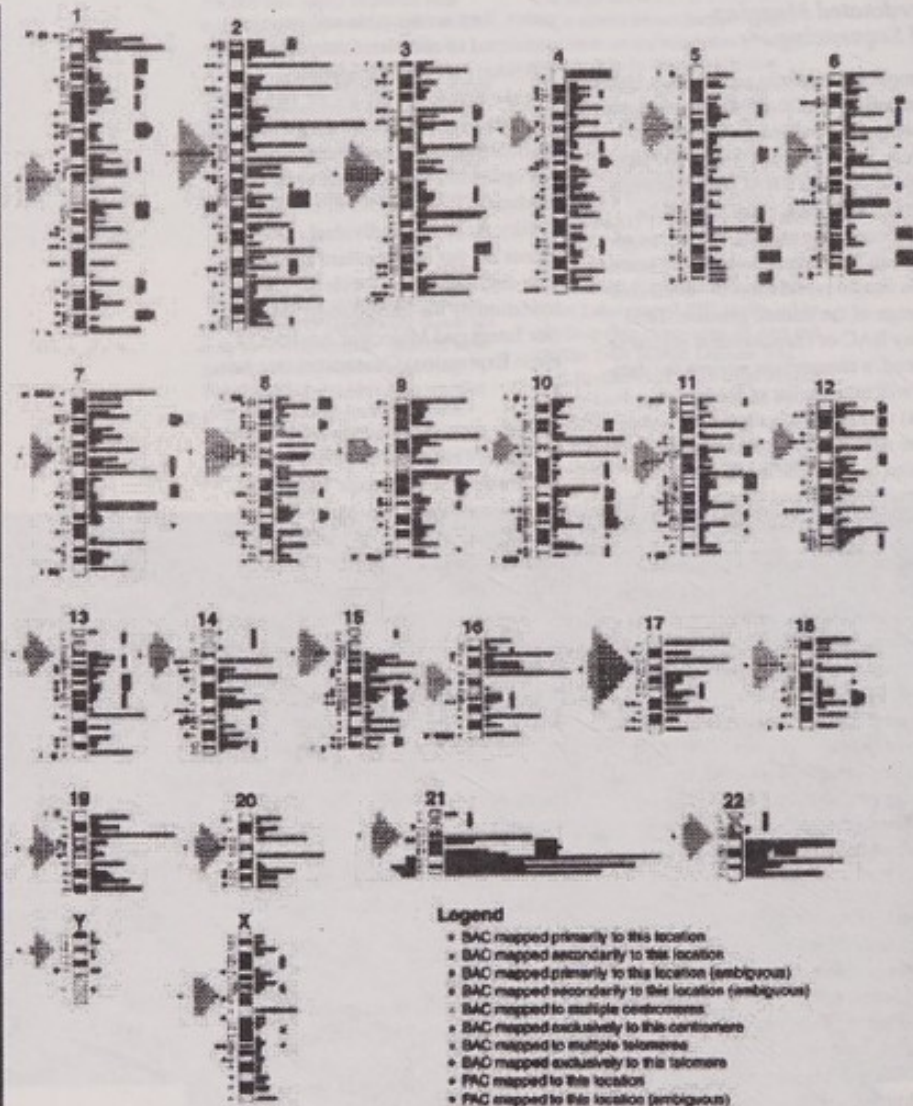 1 2 3 4 5 6
7 8 9 10 11 12
13 14 15 16 17 18
19 20 21 22
Y X
Legend
BAC mapped primarily to this location
BAC mapped secondarily to this location
BAC mapped primarily to this location (ambiguous)
BAC mapped secondarily to this location (ambiguous)
BAC mapped to multiple centromeres
BAC mapped exclusively to this centromere
BAC mapped to multiple telomeres
BAC mapped exclusively to this telomere
PAC mapped to this location
PAC mapped to this location (ambiguous)